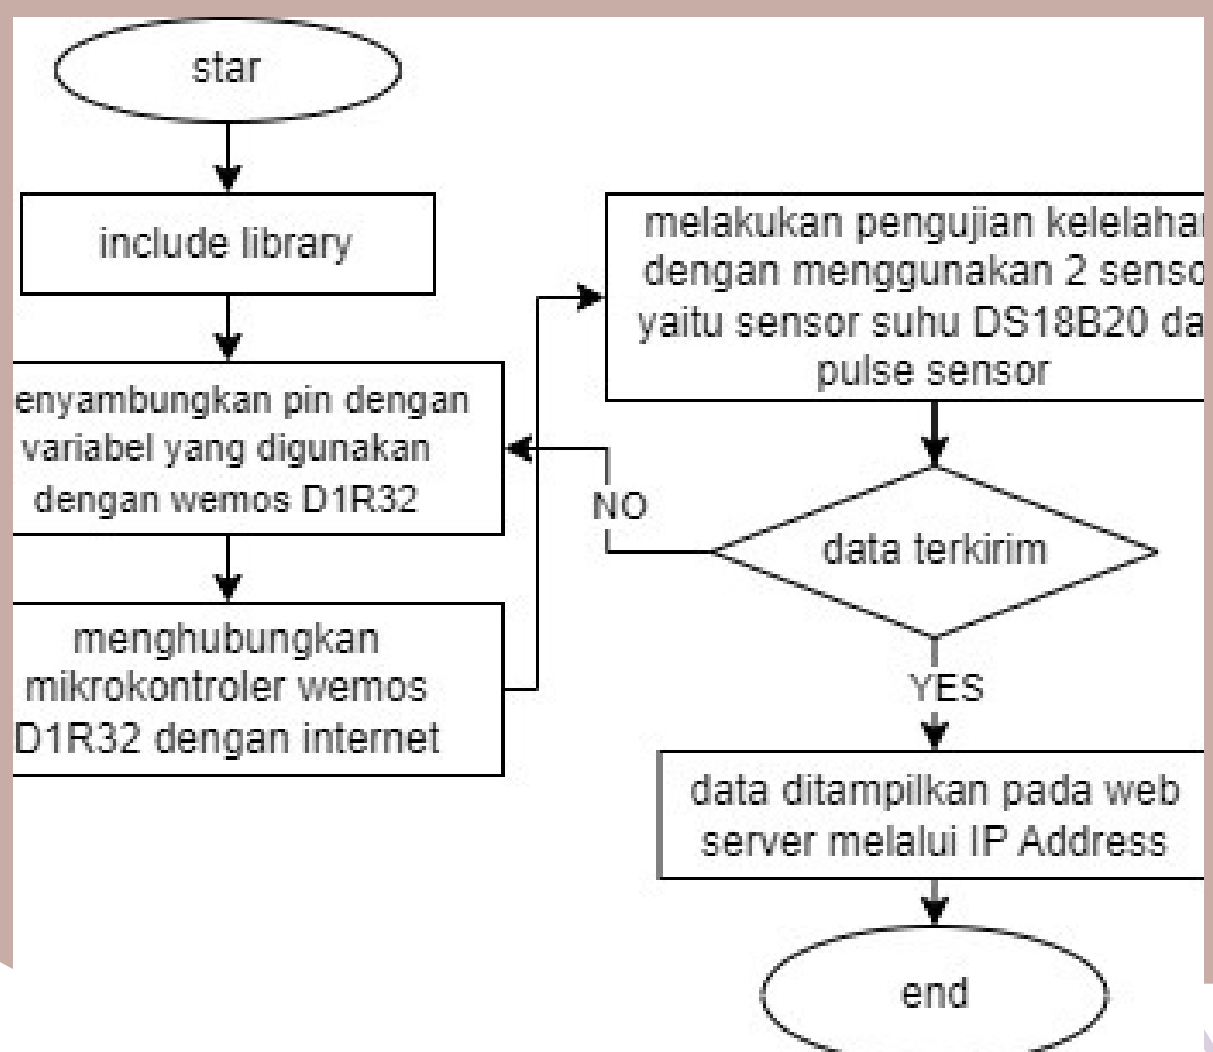 star
include library
enyambungkan pin dengan
variabel yang digunakan
dengan wemos D1R32
menghubungkan
mikrokontroler wemos
D1R32 dengan internet
melakukan pengujian kelelaha
dengan menggunakan 2 senso
yaitu sensor suhu DS18B20 da
pulse sensor
data terkirim
NO
YES
data ditampilkan pada web
server melalui IP Address
end